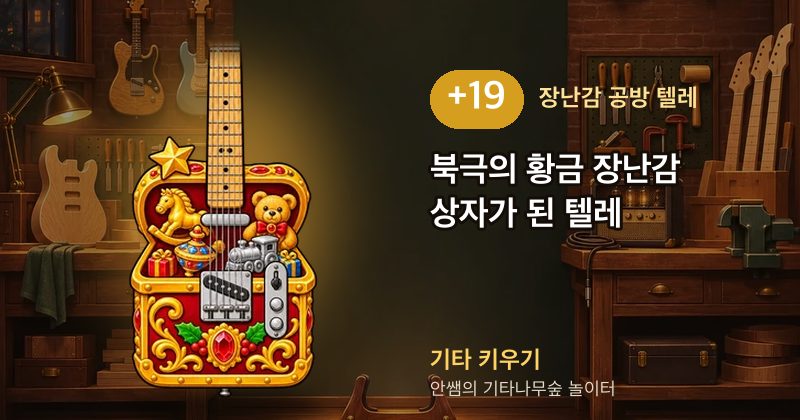 +19 장난감 공방 텔레
북극의 황금 장난감
상자가 된 텔레
기타 키우기
안쌤의 기타나무숲 놀이터